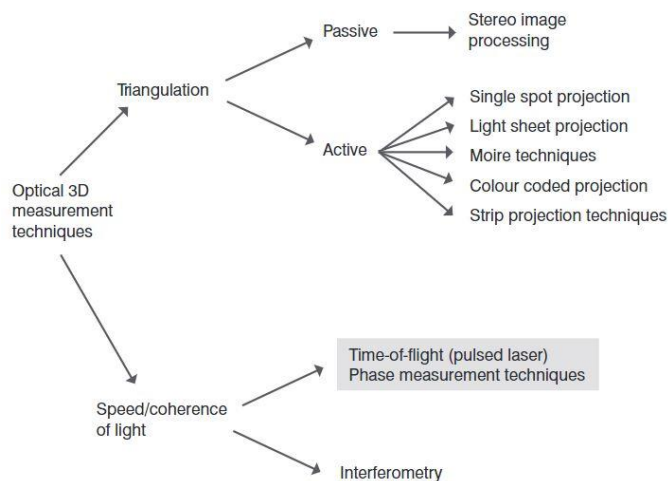 Passive
Stereo image
processing
Triangulation
Single spot projection
Light sheet projection
Active
Moire techniques
Colour coded projection
Strip projection techniques
Optical 3D
measurement
techniques
Time-of-flight (pulsed laser)
Phase measurement techniques
Speed/coherence
of light
Interferometry